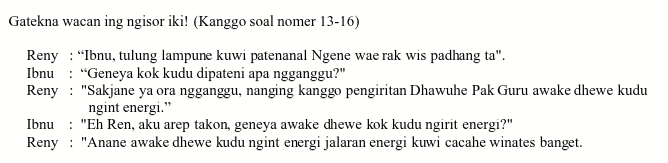 Gatekna wacan ing ngisor iki! (Kanggo soal nomer 13-16)
Reny : “Ibnu, tulung lampune kuwi patenanal Ngene wae rak wis padhang ta".
Ibnu : “Geneya kok kudu dipateni apa ngganggu?"
Reny : "Sakjane ya ora ngganggu, nanging kanggo pengiritan Dhawuhe Pak Guru awake dhewe kudu
ngint energi.”
Ibnu : "Eh Ren, aku arep takon, geneya awake dhewe kok kudu ngirit energi?"
Reny : "Anane awake dhewe kudu ngint energi jalaran energi kuwi cacahe winates banget.